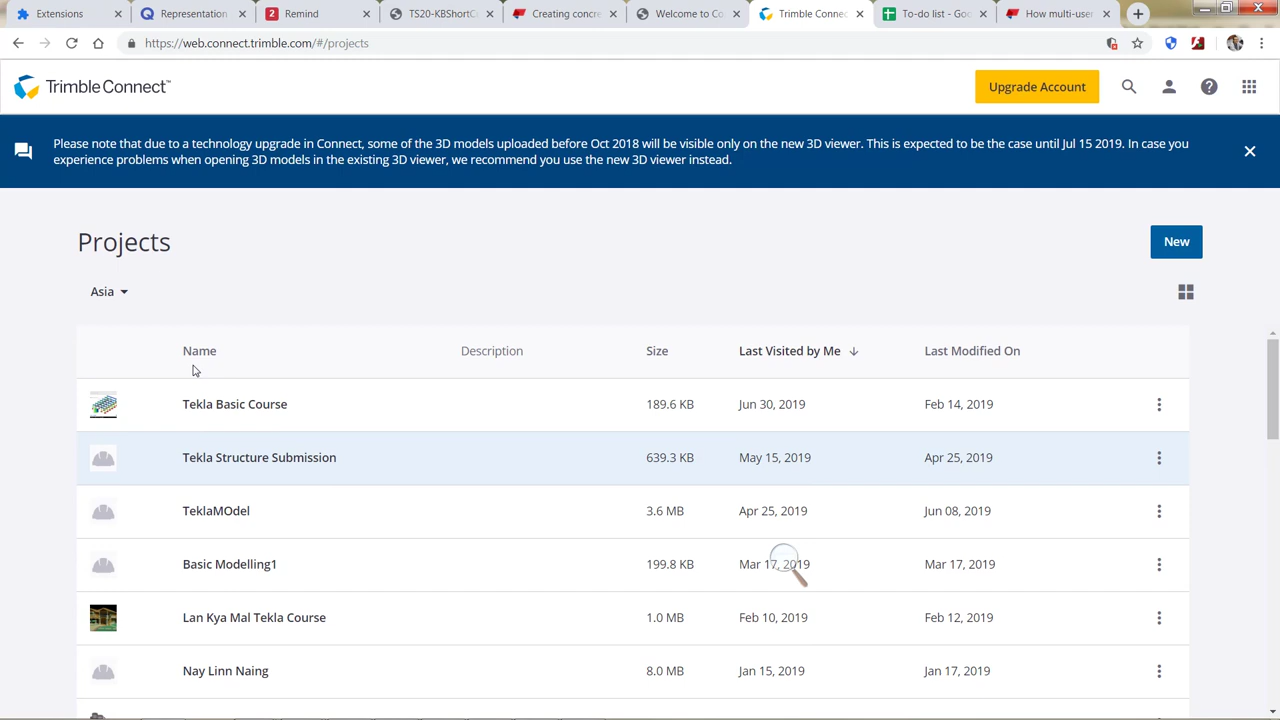 Extensions
Representation
Remind
TS20-KBShortC
Creating concre
Welcome to Co
Trimble Connec
To-do list - Goo
How multi-user
https://web.connect.trimble.com/#/projects
Trimble Connect™
Upgrade Account
Please note that due to a technology upgrade in Connect, some of the 3D models uploaded before Oct 2018 will be visible only on the new 3D viewer. This is expected to be the case until Jul 15 2019. In case you
experience problems when opening 3D models in the existing 3D viewer, we recommend you use the new 3D viewer instead.
Projects
New
Asia
Name Description Size Last Visited by Me Last Modified On
Tekla Basic Course 189.6 KB Jun 30, 2019 Feb 14, 2019
Tekla Structure Submission 639.3 KB May 15, 2019 Apr 25, 2019
TeklaMOdel 3.6 MB Apr 25, 2019 Jun 08, 2019
Basic Modelling1 199.8 KB Mar 17, 2019 Mar 17, 2019
Lan Kya Mal Tekla Course 1.0 MB Feb 10, 2019 Feb 12, 2019
Nay Linn Naing 8.0 MB Jan 15, 2019 Jan 17, 2019